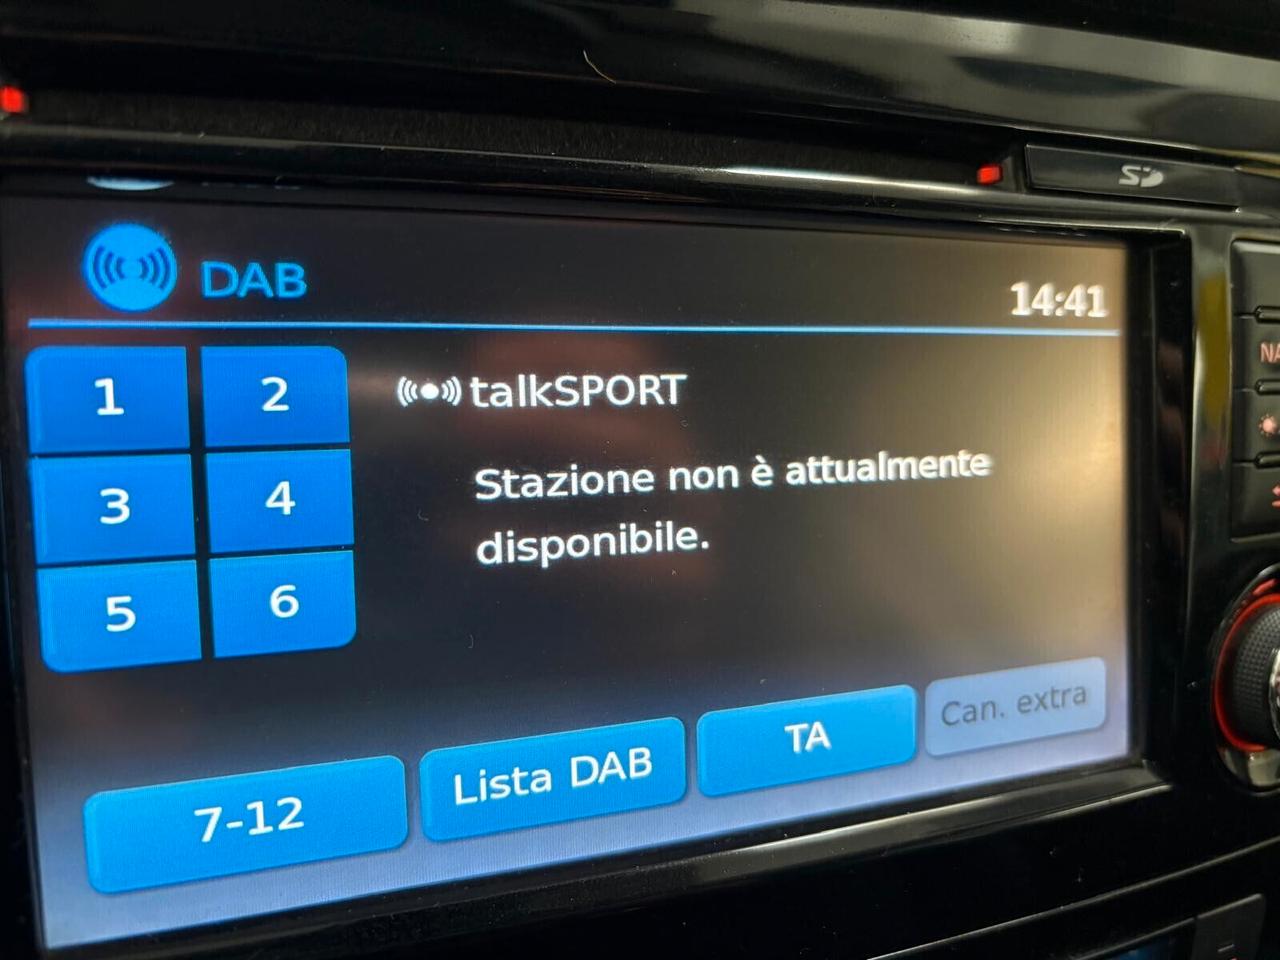 SD
DAB
14:41
1 2
3 4
5 6
talkSPORT
Stazione non è attualmente
disponibile.
7-12
Lista DAB
TA
Can. extra